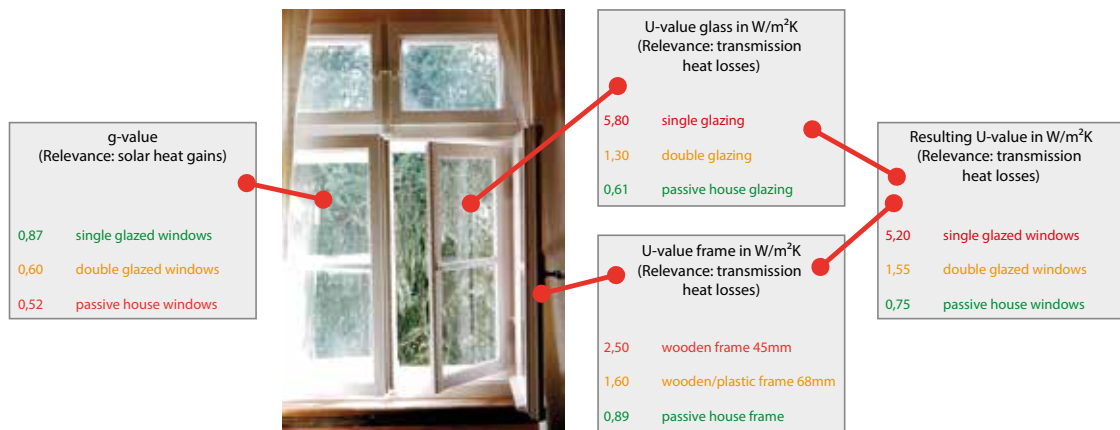 g-value
(Relevance: solar heat gains)
0,87 single glazed windows
0,60 double glazed windows
0,52 passive house windows
U-value glass in W/m²K
(Relevance: transmission
heat losses)
5,80 single glazing
1,30 double glazing
0,61 passive house glazing
U-value frame in W/m²K
(Relevance: transmission
heat losses)
2,50 wooden frame 45mm
1,60 wooden/plastic frame 68mm
0,89 passive house frame
Resulting U-value in W/m²K
(Relevance: transmission
heat losses)
5,20 single glazed windows
1,55 double glazed windows
0,75 passive house windows